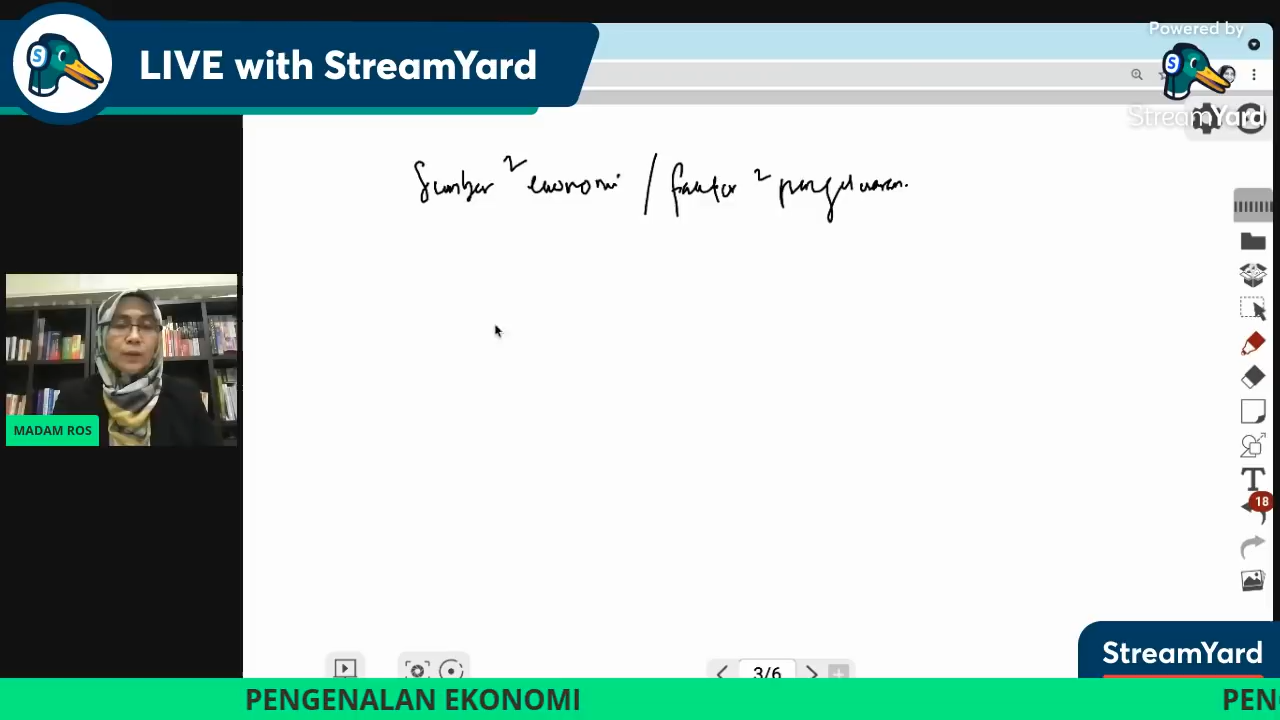 Powered by
LIVE with StreamYard
StreamYard
Sumber ² ekonomi / faktor ² pengeluaran.
MADAM ROS
18
3/6
StreamYard
PENGENALAN EKONOMI
PEN